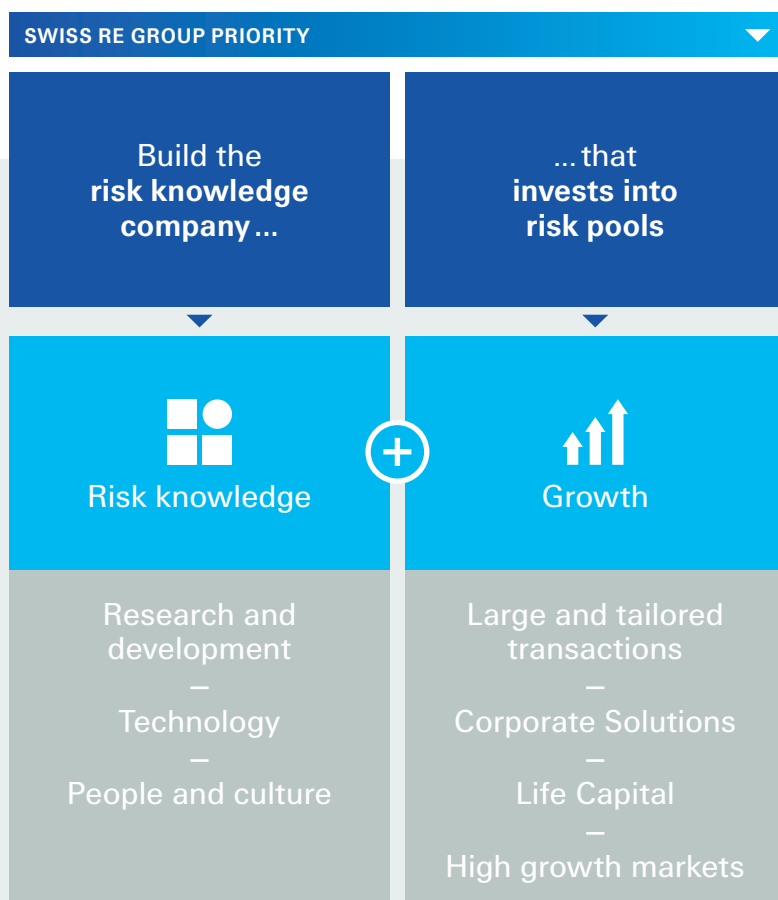 SWISS RE GROUP PRIORITY
Build the
risk knowledge
company ...
... that
invests into
risk pools
Risk knowledge
Growth
Research and
development
–
Technology
–
People and culture
Large and tailored
transactions
–
Corporate Solutions
–
Life Capital
–
High growth markets